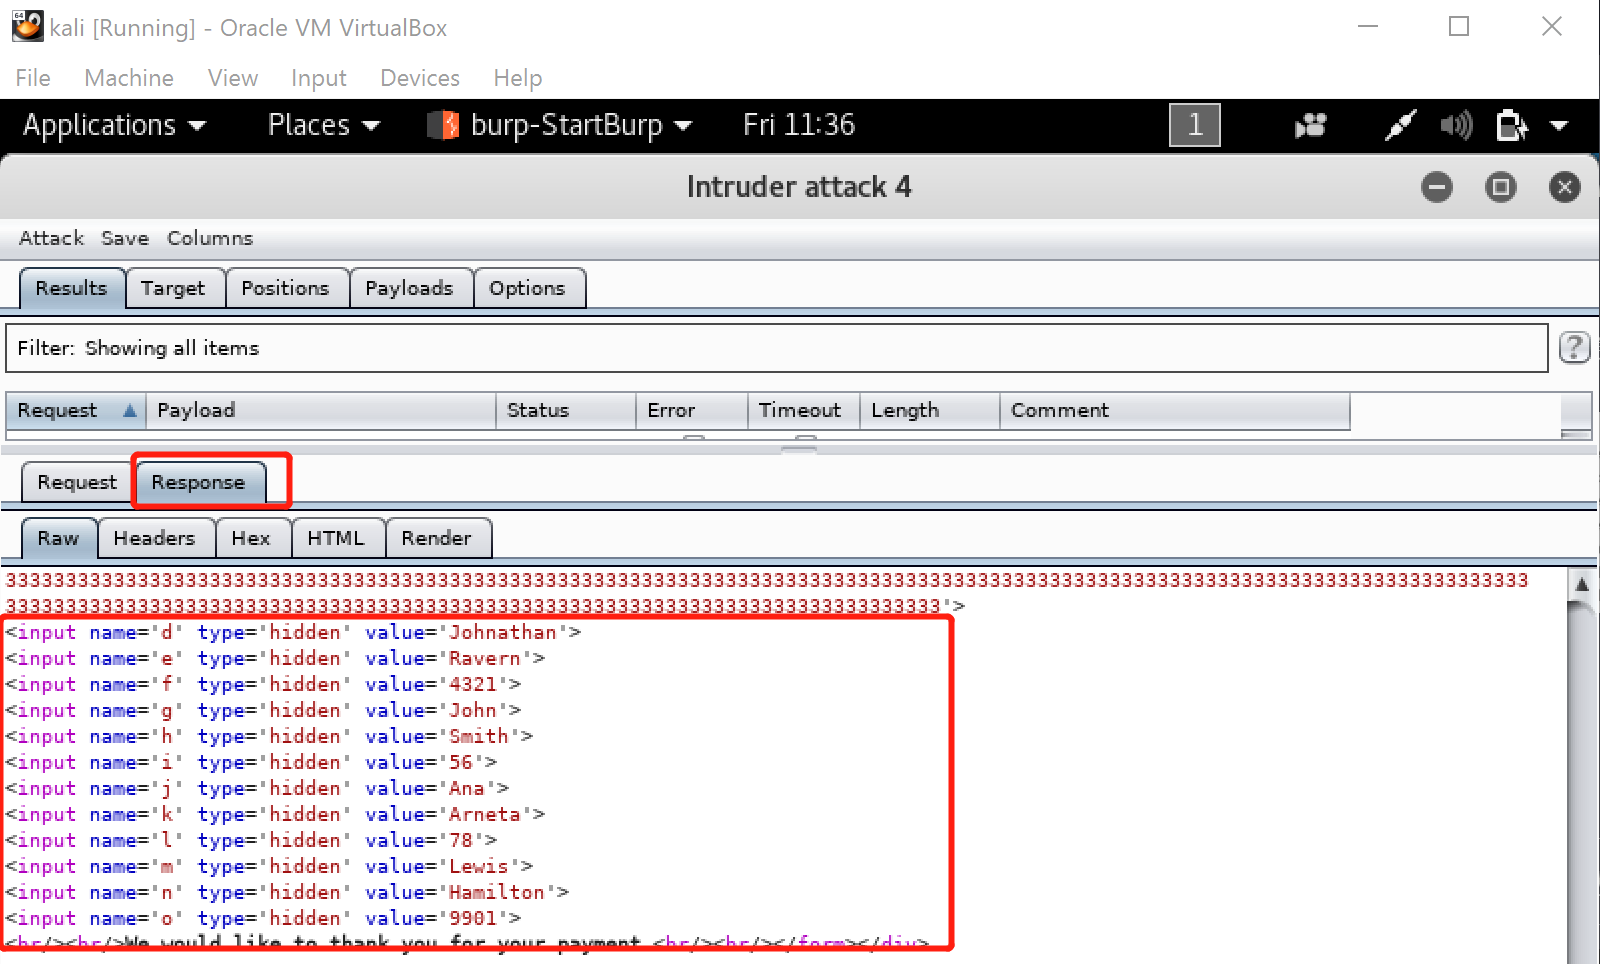 kali [Running] - Oracle VM VirtualBox
File Machine View Input Devices Help
Applications Places burp-StartBurp Fri 11:36 1
Intruder attack 4
Attack Save Columns
Results Target Positions Payloads Options
Filter: Showing all items ?
Request Payload Status Error Timeout Length Comment
Request Response
Raw Headers Hex HTML Render
<input name='d' type='hidden' value='Johnathan'>
<input name='e' type='hidden' value='Ravern'>
<input name='f' type='hidden' value='4321'>
<input name='g' type='hidden' value='John'>
<input name='h' type='hidden' value='Smith'>
<input name='i' type='hidden' value='56'>
<input name='j' type='hidden' value='Ana'>
<input name='k' type='hidden' value='Arneta'>
<input name='l' type='hidden' value='78'>
<input name='m' type='hidden' value='Lewis'>
<input name='n' type='hidden' value='Hamilton'>
<input name='o' type='hidden' value='9901'>
<br/><br/>We would like to thank you for your payment <br/><br/></form></div>